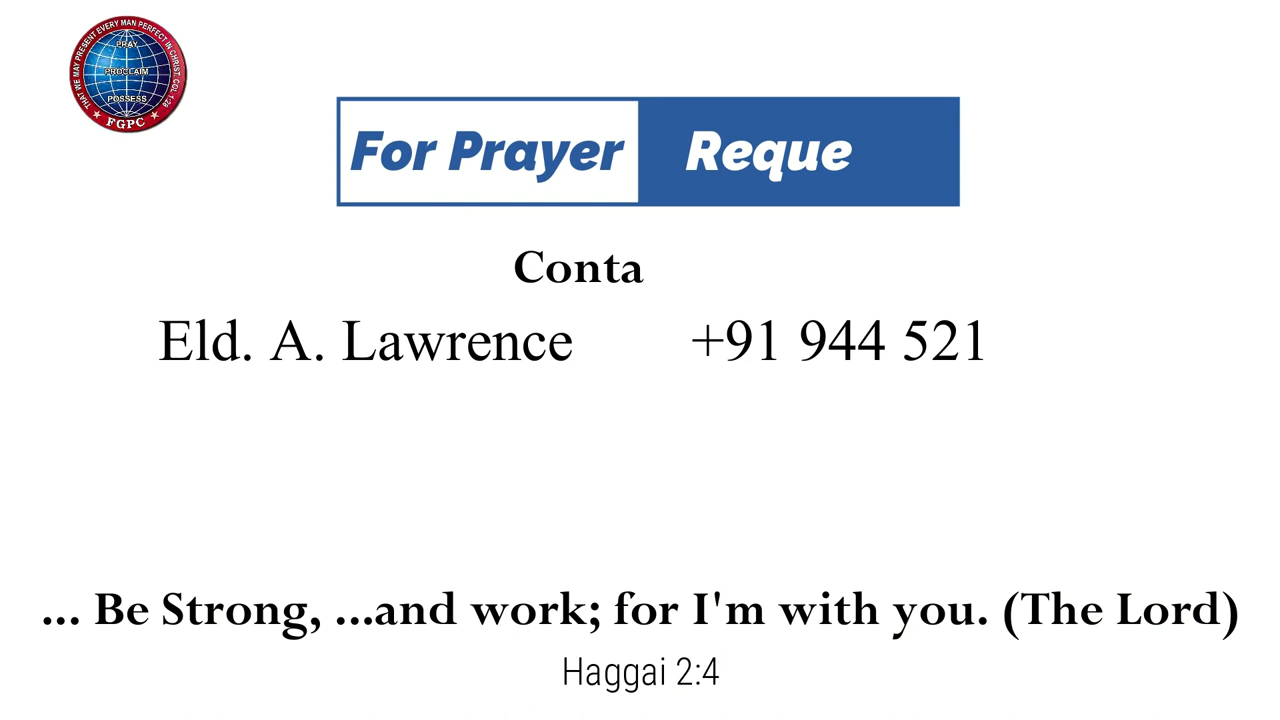 THAT WE MAY PRESENT EVERY MAN PERFECT IN CHRIST. COL 1:28
PRAY
PROCLAIM
POSSESS
FGPC
For Prayer Reque
Conta
Eld. A. Lawrence +91 944 521
... Be Strong, ...and work; for I'm with you. (The Lord)
Haggai 2:4